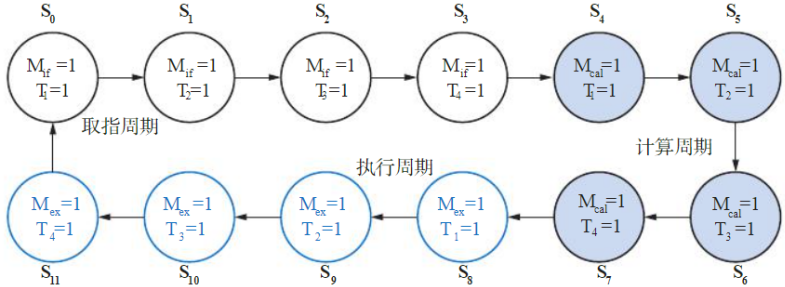 S0 S1 S2 S3 S4 S5
Mif=1 Mif=1 Mif=1 Mif=1 Mcal=1 Mcal=1
T1=1 T2=1 T3=1 T4=1 T1=1 T2=1
取指周期
计算周期
执行周期
Mex=1 Mex=1 Mex=1 Mex=1 Mcal=1 Mcal=1
T4=1 T3=1 T2=1 T1=1 T4=1 T3=1
S11 S10 S9 S8 S7 S6